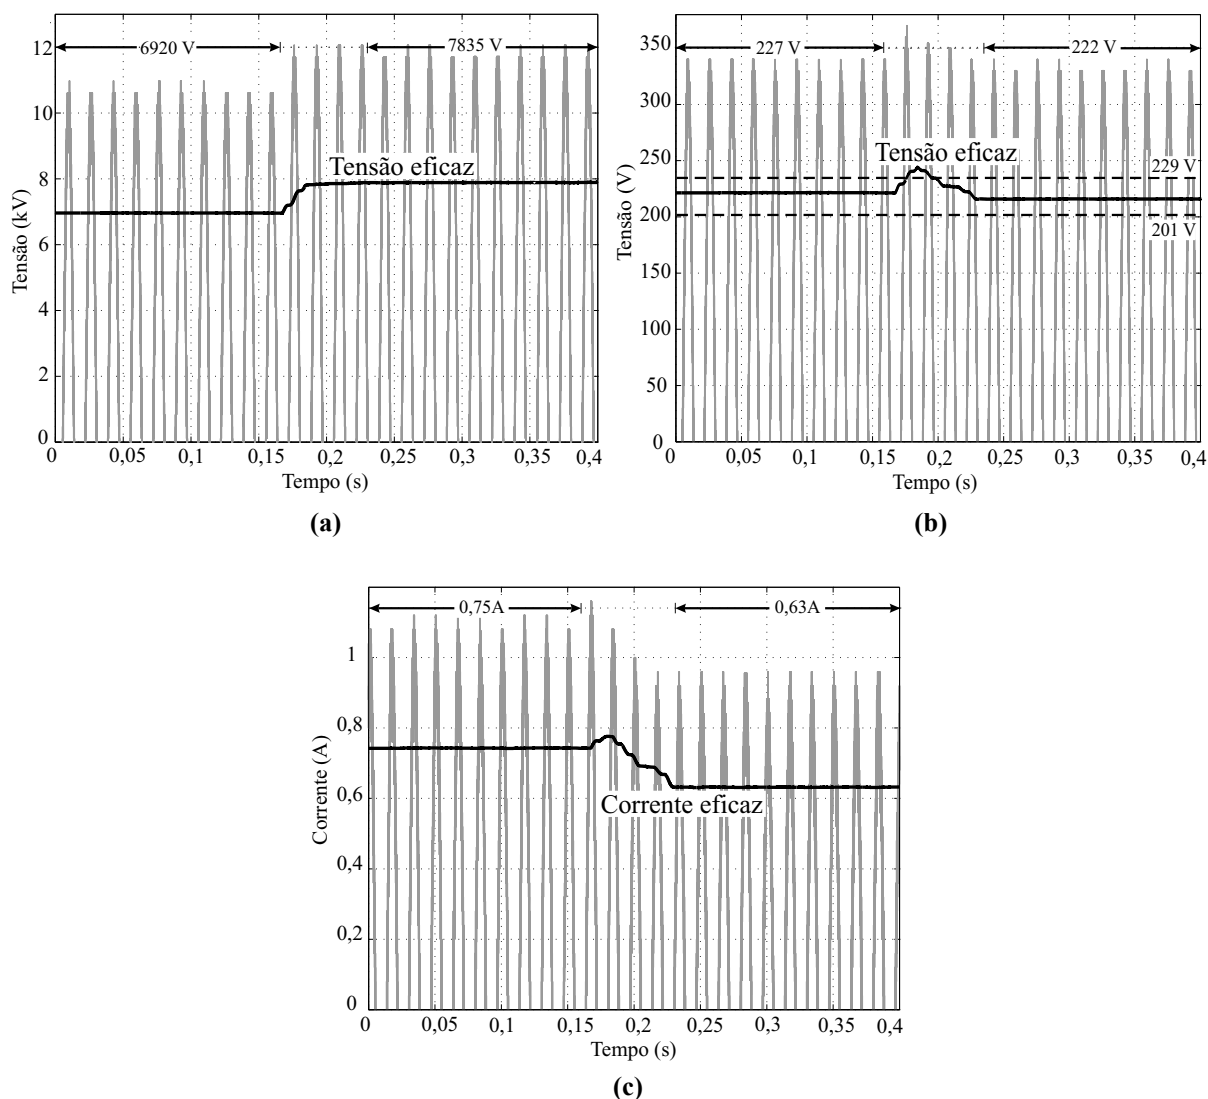 6920 V
7835 V
Tensão eficaz
Tensão (kV)
12
10
8
6
4
2
0
0 0,05 0,1 0,15 0,2 0,25 0,3 0,35 0,4
Tempo (s)
(a)
227 V
222 V
Tensão eficaz
229 V
201 V
Tensão (V)
350
300
250
200
150
100
50
0
0 0,05 0,1 0,15 0,2 0,25 0,3 0,35 0,4
Tempo (s)
(b)
0,75A
0,63A
Corrente eficaz
Corrente (A)
1
0,8
0,6
0,4
0,2
0
0 0,05 0,1 0,15 0,2 0,25 0,3 0,35 0,4
Tempo (s)
(c)